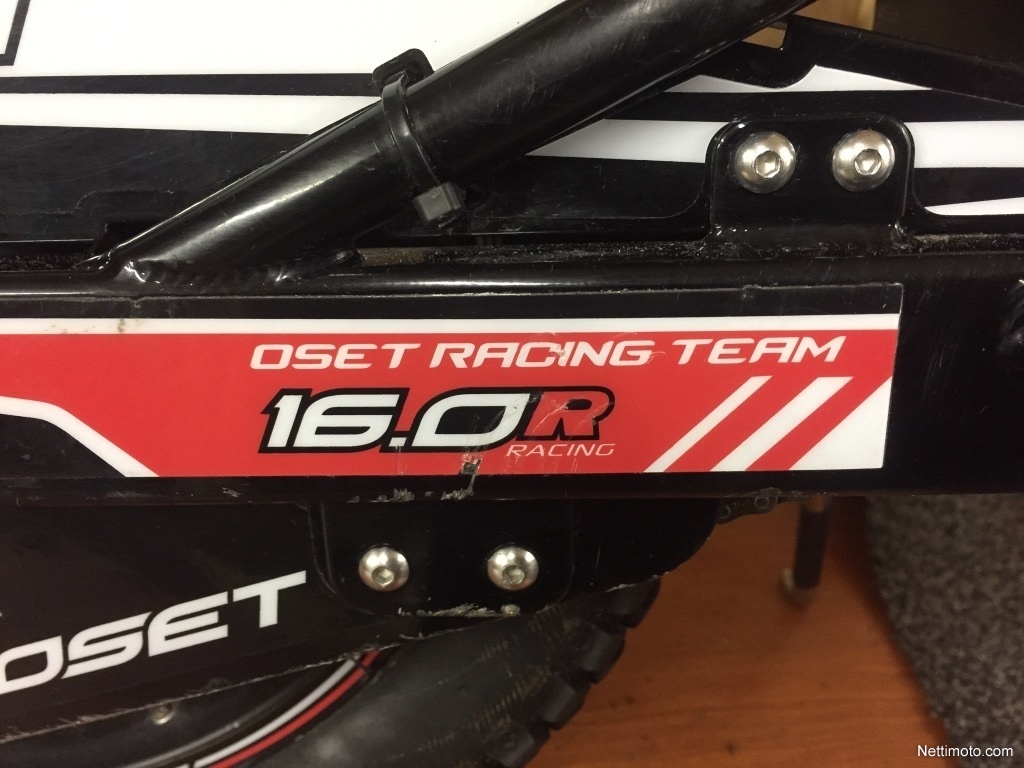 OSET RACING TEAM
16.0R
RACING
OSET
Nettimoto.com